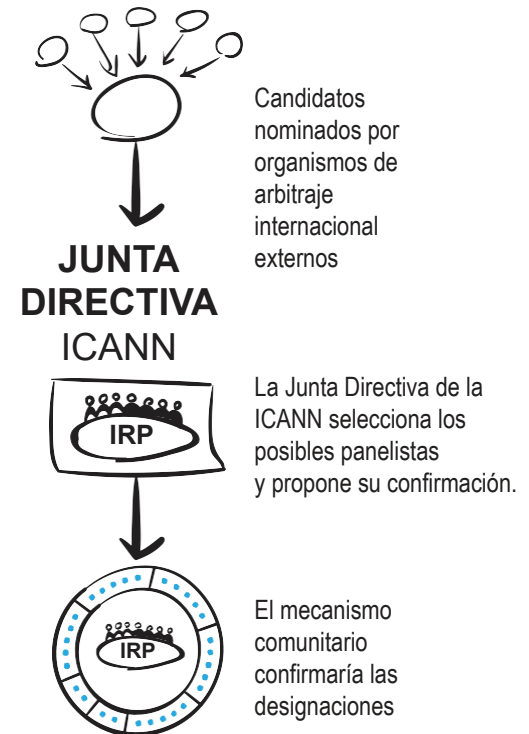 Candidatos
nominados por
organismos de
arbitraje
internacional
externos
JUNTA
DIRECTIVA
ICANN
IRP
La Junta Directiva de la
ICANN selecciona los
posibles panelistas
y propone su confirmación.
IRP
El mecanismo
comunitario
confirmaría las
designaciones